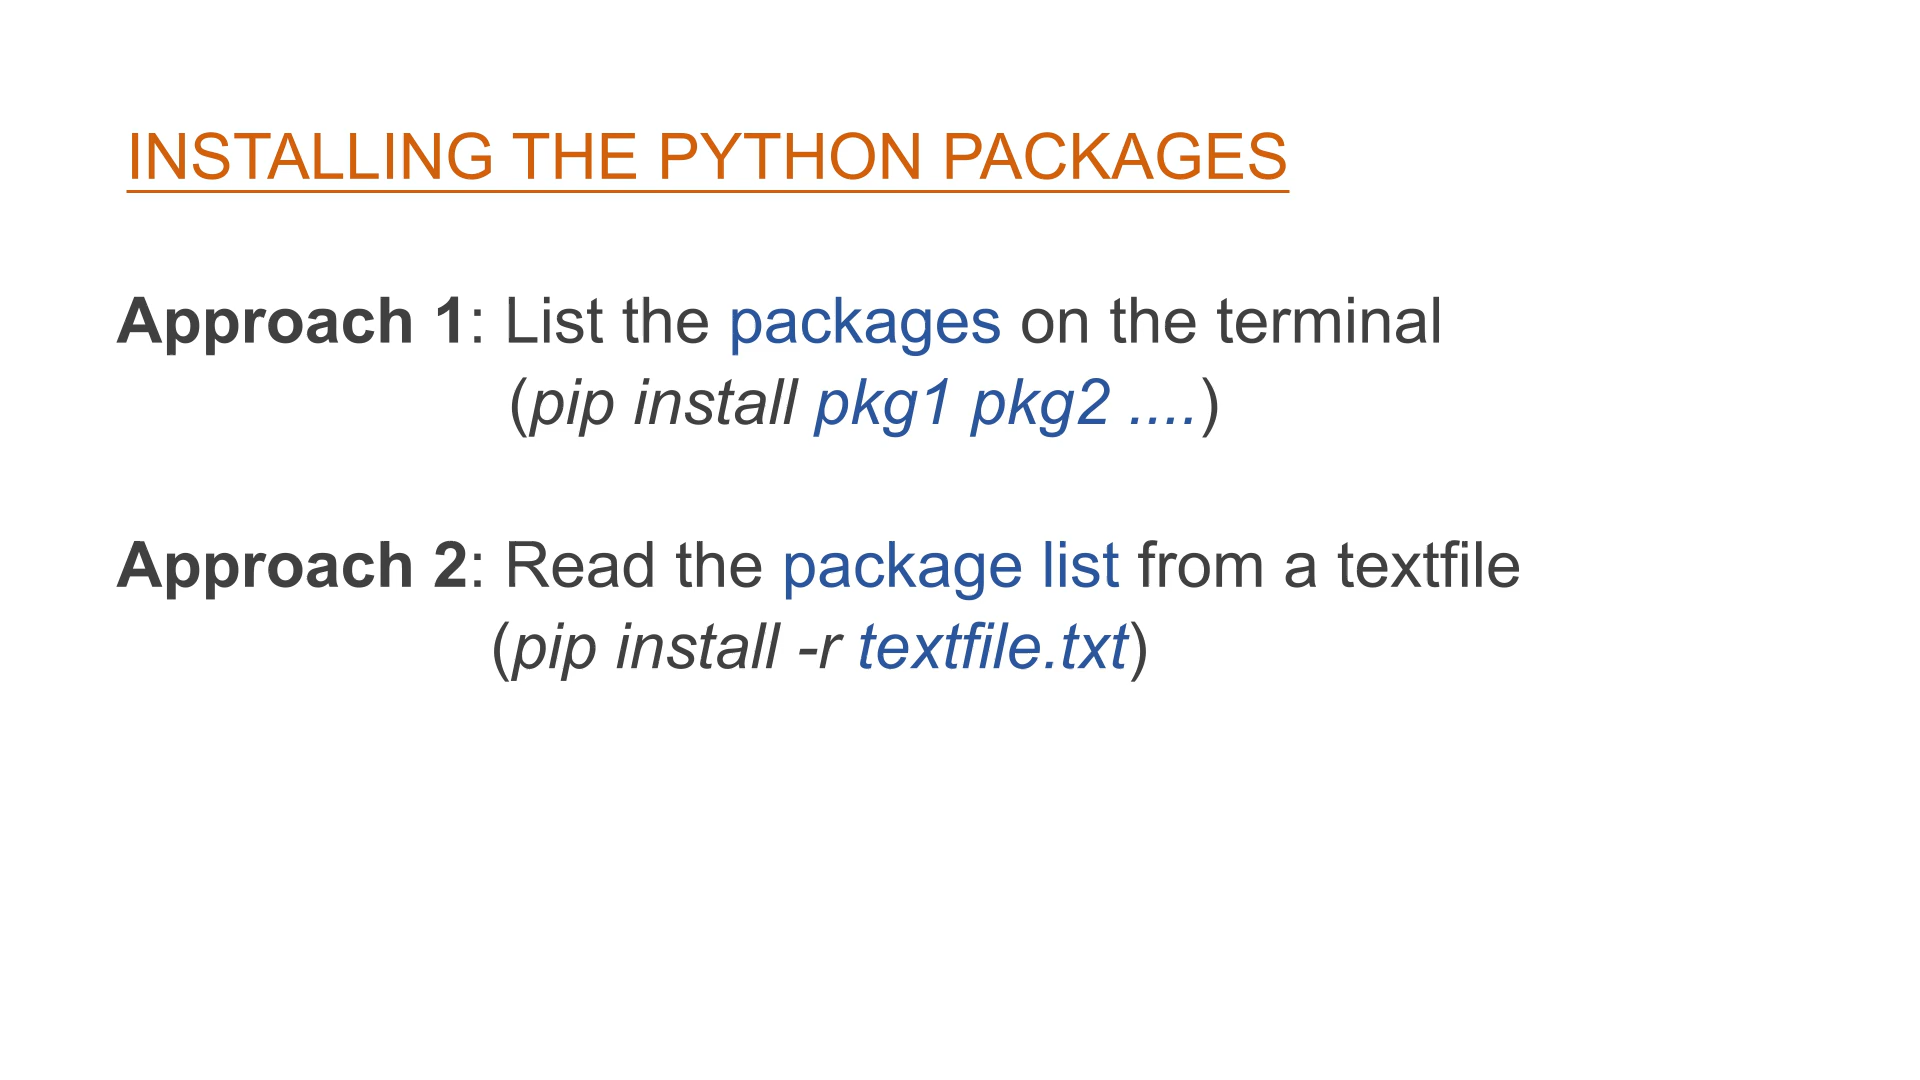 INSTALLING THE PYTHON PACKAGES
Approach 1: List the packages on the terminal
(pip install pkg1 pkg2 ....)
Approach 2: Read the package list from a textfile
(pip install -r textfile.txt)